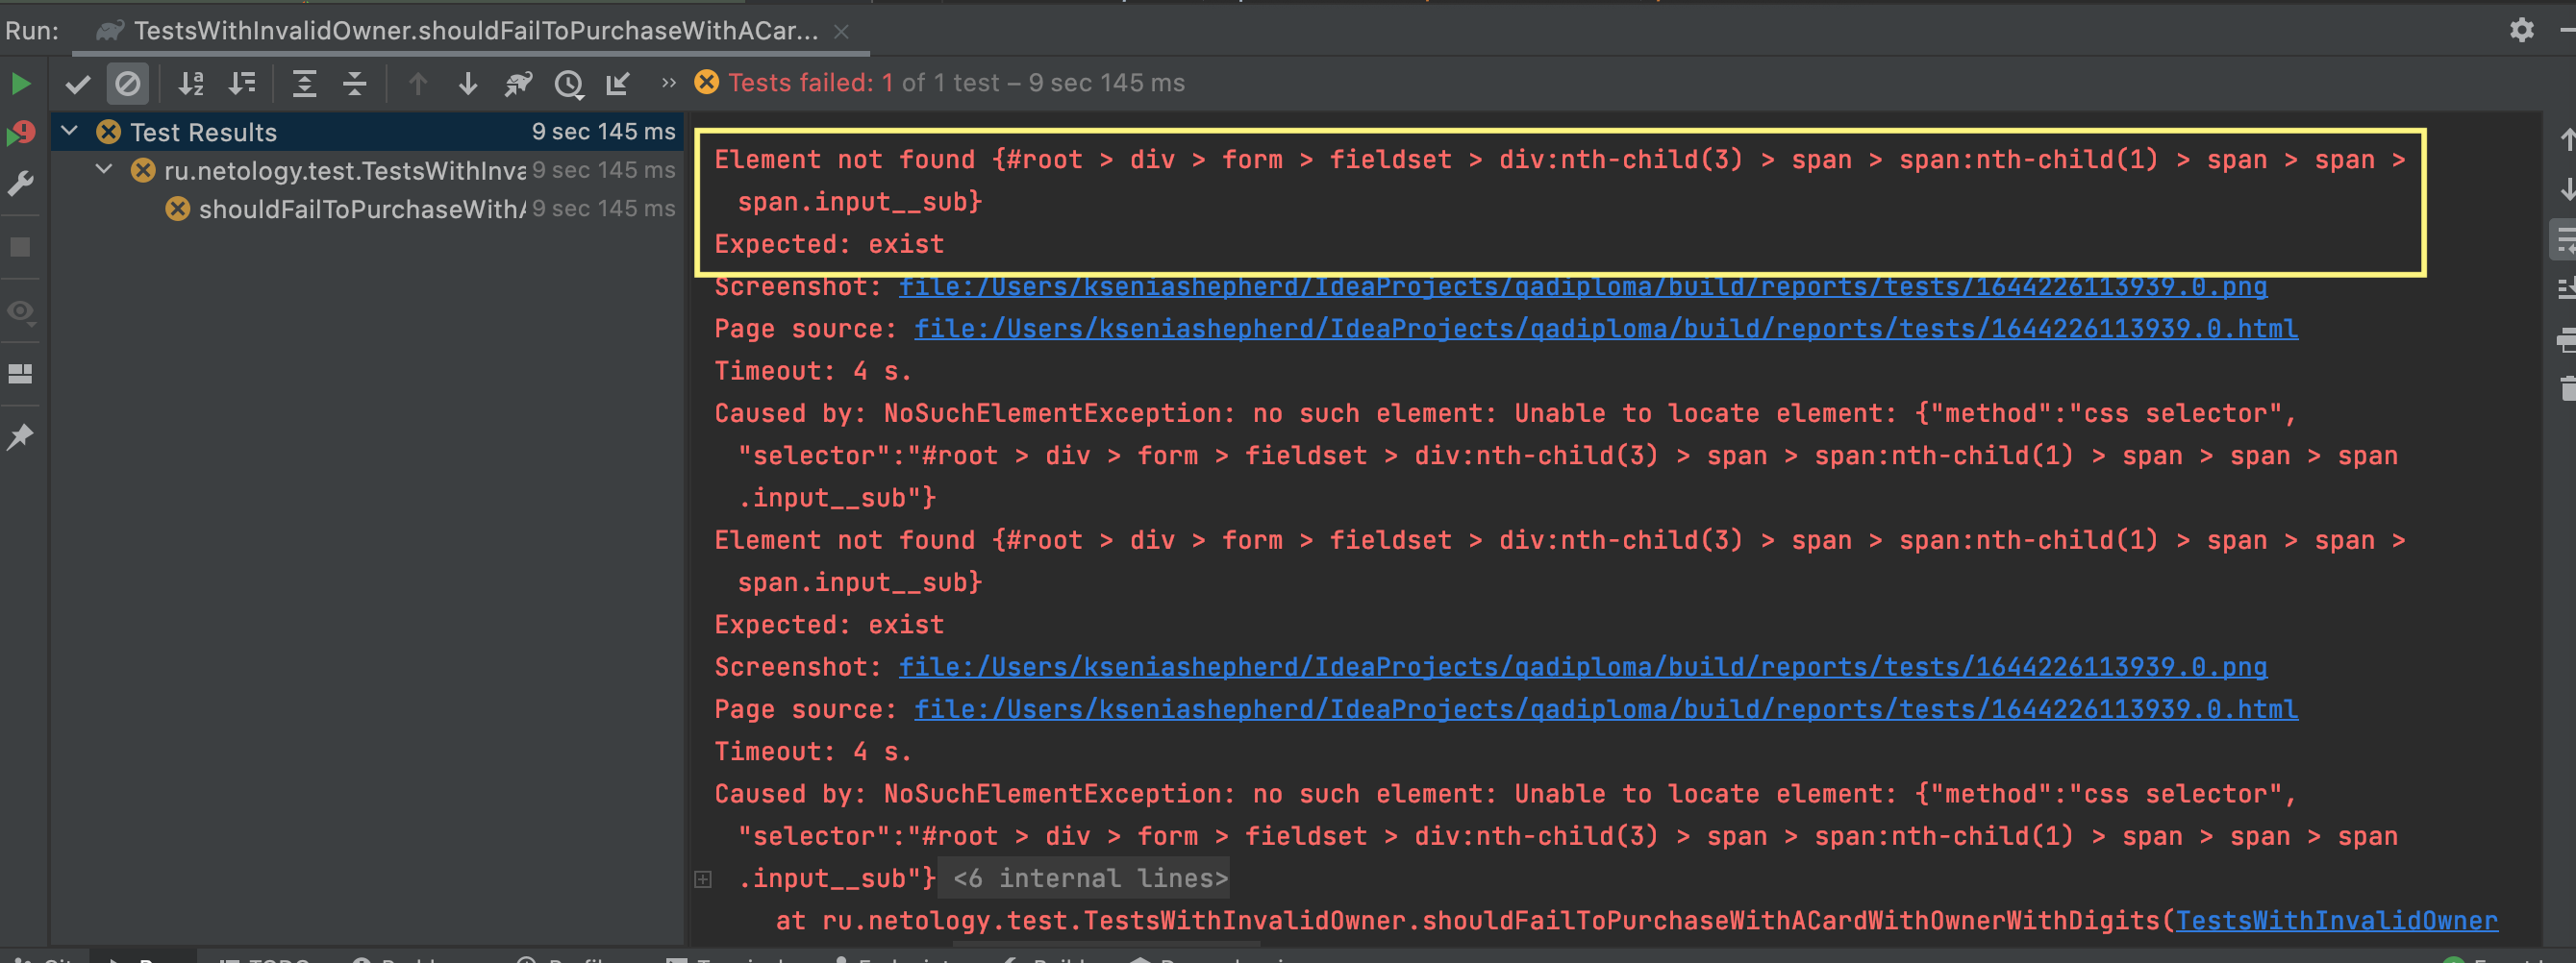 Run: TestsWithInvalidOwner.shouldFailToPurchaseWithACar...
Tests failed: 1 of 1 test – 9 sec 145 ms
Test Results 9 sec 145 ms
ru.netology.test.TestsWithInva 9 sec 145 ms
shouldFailToPurchaseWithA 9 sec 145 ms
Element not found {#root > div > form > fieldset > div:nth-child(3) > span > span:nth-child(1) > span > span >
span.input__sub}
Expected: exist
Screenshot: file:/Users/kseniashepherd/IdeaProjects/qadiploma/build/reports/tests/1644226113939.0.png
Page source: file:/Users/kseniashepherd/IdeaProjects/qadiploma/build/reports/tests/1644226113939.0.html
Timeout: 4 s.
Caused by: NoSuchElementException: no such element: Unable to locate element: {"method":"css selector",
"selector":"#root > div > form > fieldset > div:nth-child(3) > span > span:nth-child(1) > span > span > span
.input__sub"}
Element not found {#root > div > form > fieldset > div:nth-child(3) > span > span:nth-child(1) > span > span >
span.input__sub}
Expected: exist
Screenshot: file:/Users/kseniashepherd/IdeaProjects/qadiploma/build/reports/tests/1644226113939.0.png
Page source: file:/Users/kseniashepherd/IdeaProjects/qadiploma/build/reports/tests/1644226113939.0.html
Timeout: 4 s.
Caused by: NoSuchElementException: no such element: Unable to locate element: {"method":"css selector",
"selector":"#root > div > form > fieldset > div:nth-child(3) > span > span:nth-child(1) > span > span > span
.input__sub"} <6 internal lines>
at ru.netology.test.TestsWithInvalidOwner.shouldFailToPurchaseWithACardWithOwnerWithDigits(TestsWithInvalidOwner